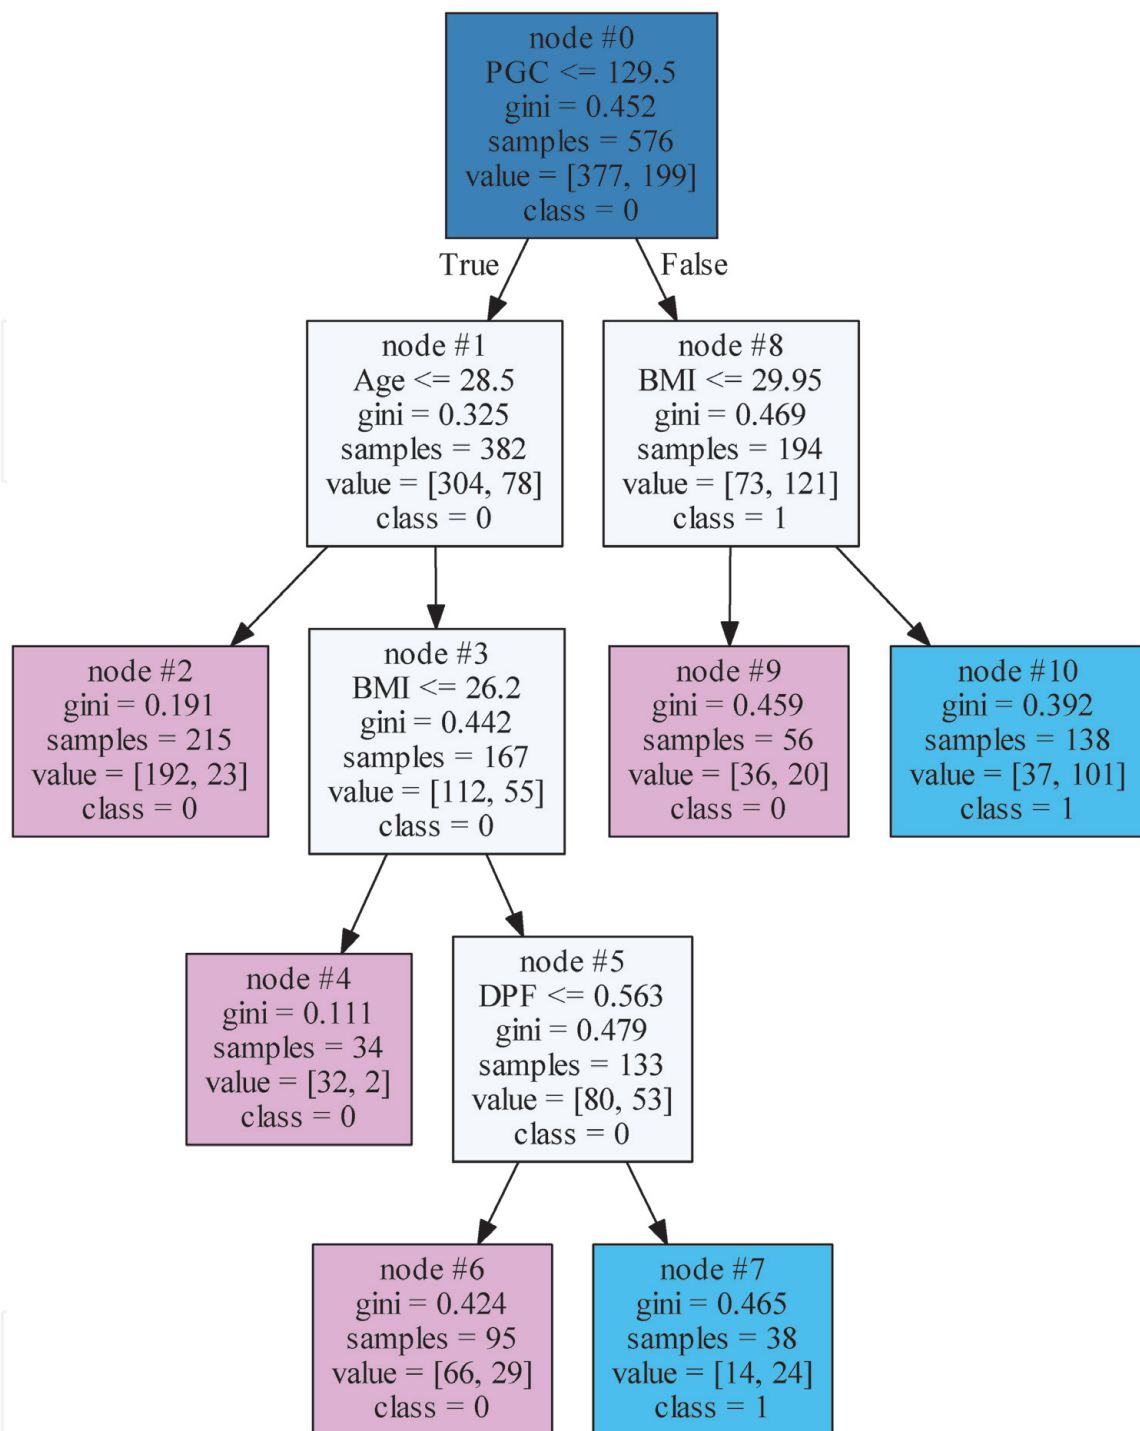 node #0
PGC <= 129.5
gini = 0.452
samples = 576
value = [377, 199]
class = 0
True
False
node #1
Age <= 28.5
gini = 0.325
samples = 382
value = [304, 78]
class = 0
node #8
BMI <= 29.95
gini = 0.469
samples = 194
value = [73, 121]
class = 1
node #2
gini = 0.191
samples = 215
value = [192, 23]
class = 0
node #3
BMI <= 26.2
gini = 0.442
samples = 167
value = [112, 55]
class = 0
node #9
gini = 0.459
samples = 56
value = [36, 20]
class = 0
node #10
gini = 0.392
samples = 138
value = [37, 101]
class = 1
node #4
gini = 0.111
samples = 34
value = [32, 2]
class = 0
node #5
DPF <= 0.563
gini = 0.479
samples = 133
value = [80, 53]
class = 0
node #6
gini = 0.424
samples = 95
value = [66, 29]
class = 0
node #7
gini = 0.465
samples = 38
value = [14, 24]
class = 1